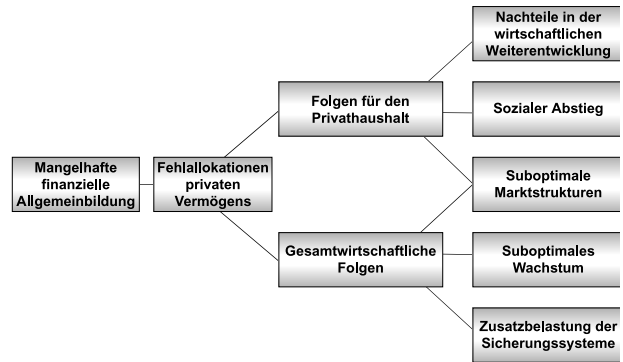 Nachteile in der
wirtschaftlichen
Weiterentwicklung
Folgen für den
Privathaushalt
Sozialer Abstieg
Mangelhafte
finanzielle
Allgemeinbildung
Fehlallokationen
privaten
Vermögens
Suboptimale
Marktstrukturen
Gesamtwirtschaftliche
Folgen
Suboptimales
Wachstum
Zusatzbelastung der
Sicherungssysteme